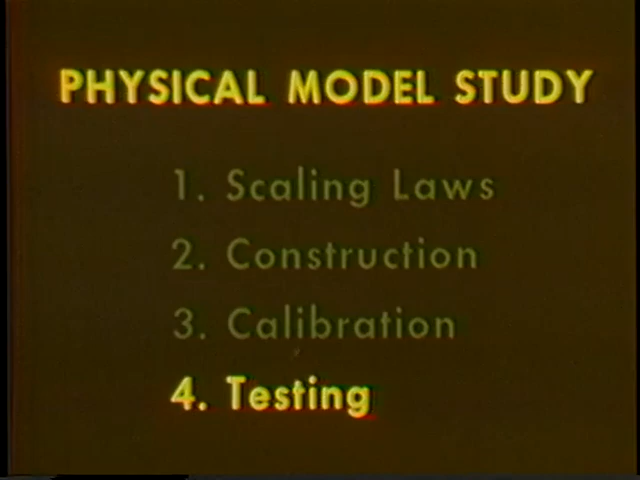 PHYSICAL MODEL STUDY
1. Scaling Laws
2. Construction
3. Calibration
4. Testing